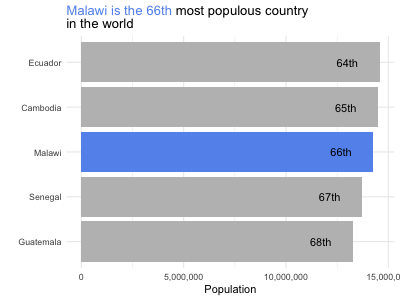 Malawi is the 66th most populous country
in the world
Ecuador 64th
Cambodia 65th
Malawi 66th
Senegal 67th
Guatemala 68th
0 5,000,000 10,000,000 15,000,0
Population